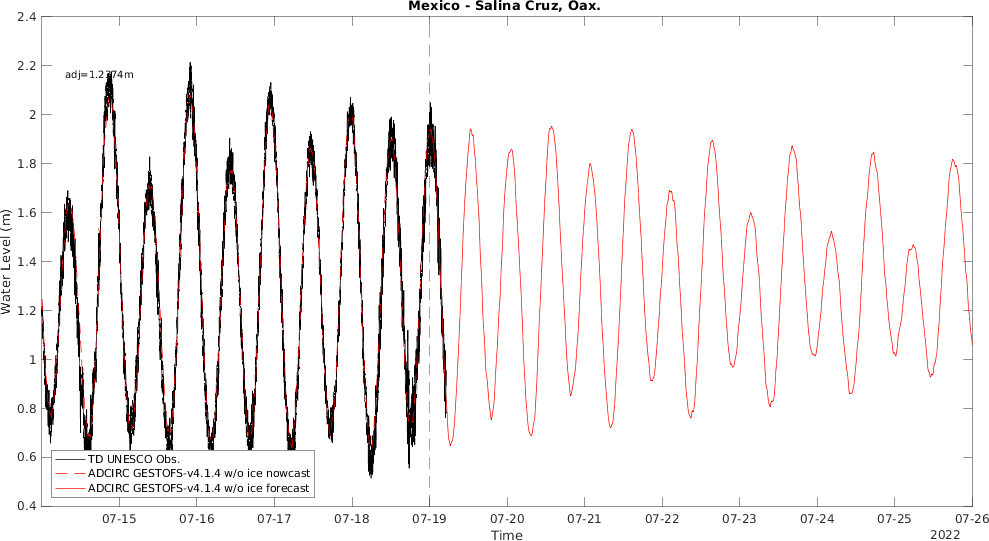 Mexico - Salina Cruz, Oax.
2.4
2.2
2
1.8
1.6
1.4
1.2
1
0.8
0.6
0.4
Water Level (m)
adj=1.2374m
TD UNESCO Obs.
ADCIRC GESTOFS-v4.1.4 w/o ice nowcast
ADCIRC GESTOFS-v4.1.4 w/o ice forecast
07-15 07-16 07-17 07-18 07-19 07-20 07-21 07-22 07-23 07-24 07-25 07-26
Time
2022